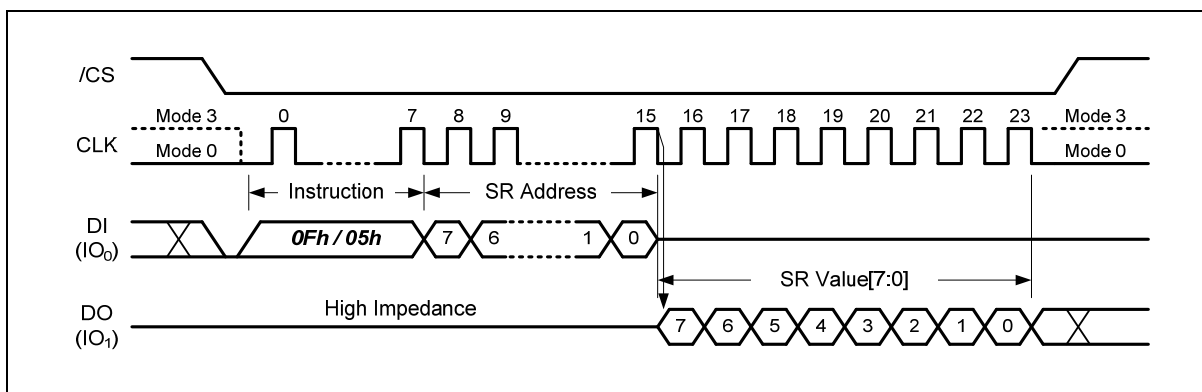 /CS
Mode 3 0 7 8 9 15 16 17 18 19 20 21 22 23 Mode 3
CLK
Mode 0 Mode 0
Instruction SR Address
DI
(IO₀)
0Fh / 05h 7 6 1 0
SR Value[7:0]
High Impedance
DO
(IO₁)
7 6 5 4 3 2 1 0